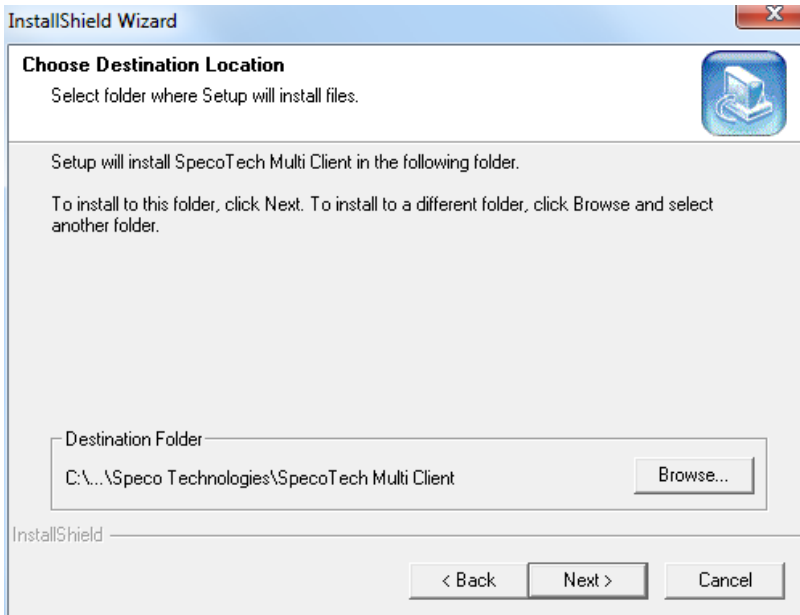 InstallShield Wizard
Choose Destination Location
Select folder where Setup will install files.
Setup will install SpecoTech Multi Client in the following folder.
To install to this folder, click Next. To install to a different folder, click Browse and select
another folder.
Destination Folder
C:\...\Speco Technologies\SpecoTech Multi Client
Browse...
InstallShield
< Back
Next >
Cancel